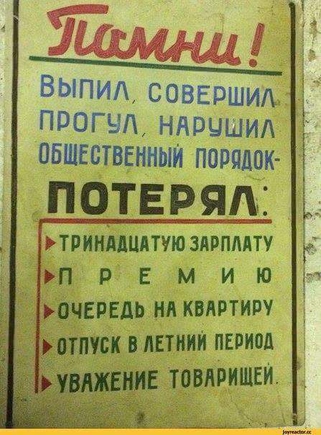 Помни!
ВЫПИЛ, СОВЕРШИЛ
ПРОГУЛ, НАРУШИЛ
ОБЩЕСТВЕННЫЙ ПОРЯДОК-
ПОТЕРЯЛ:
ТРИНАДЦАТУЮ ЗАРПЛАТУ
ПРЕМИЮ
ОЧЕРЕДЬ НА КВАРТИРУ
ОТПУСК В ЛЕТНИЙ ПЕРИОД
УВАЖЕНИЕ ТОВАРИЩЕЙ.
joyreactor.cc